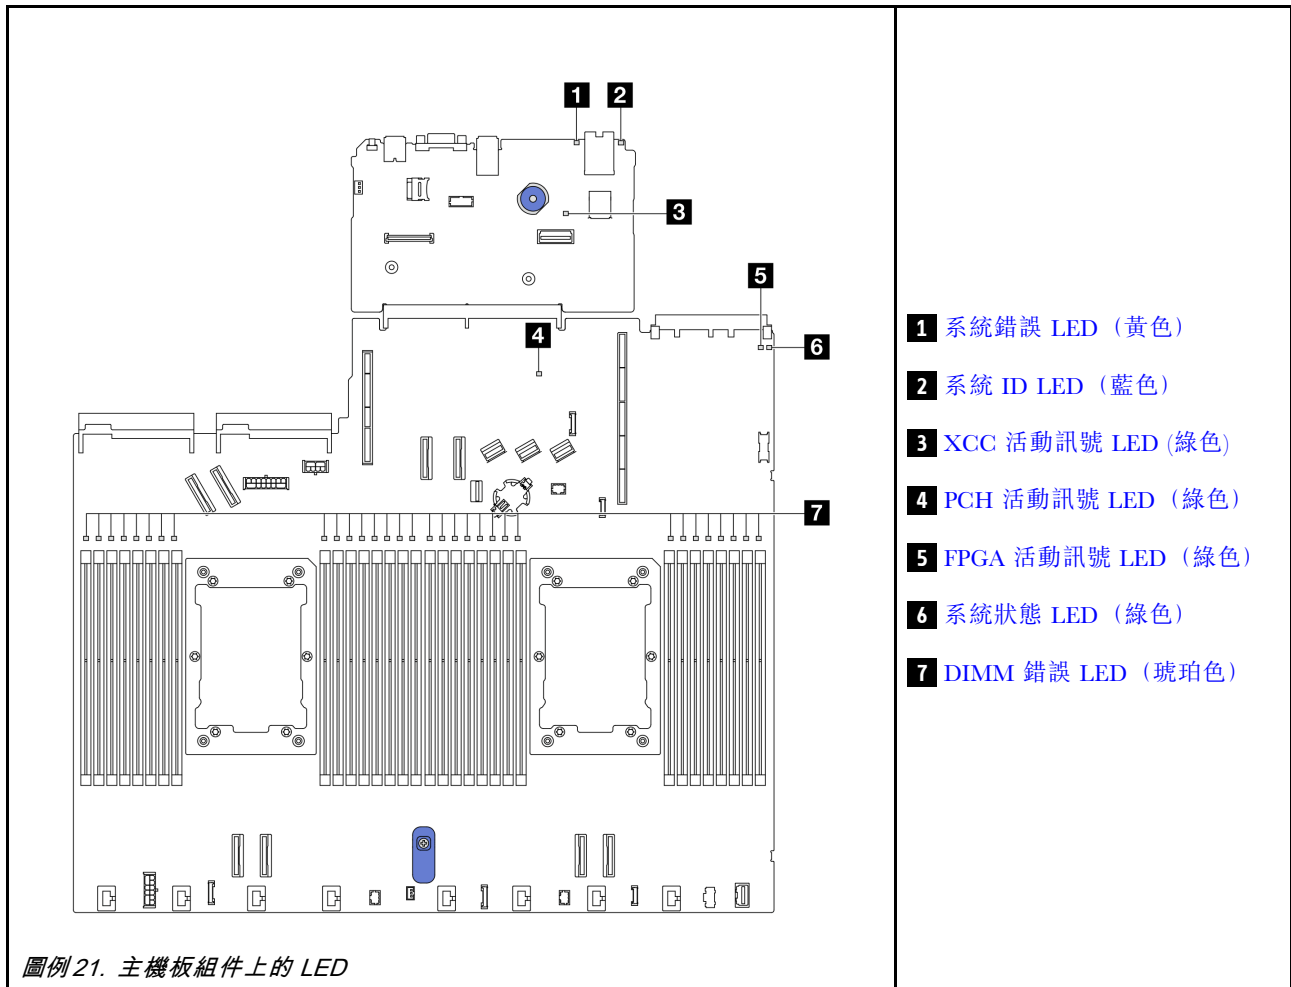 1
2
3
5
4
6
7
圖例 21. 主機板組件上的 LED
1 系統錯誤 LED（黃色）
2 系統 ID LED（藍色）
3 XCC 活動訊號 LED (綠色)
4 PCH 活動訊號 LED（綠色）
5 FPGA 活動訊號 LED（綠色）
6 系統狀態 LED（綠色）
7 DIMM 錯誤 LED（琥珀色）